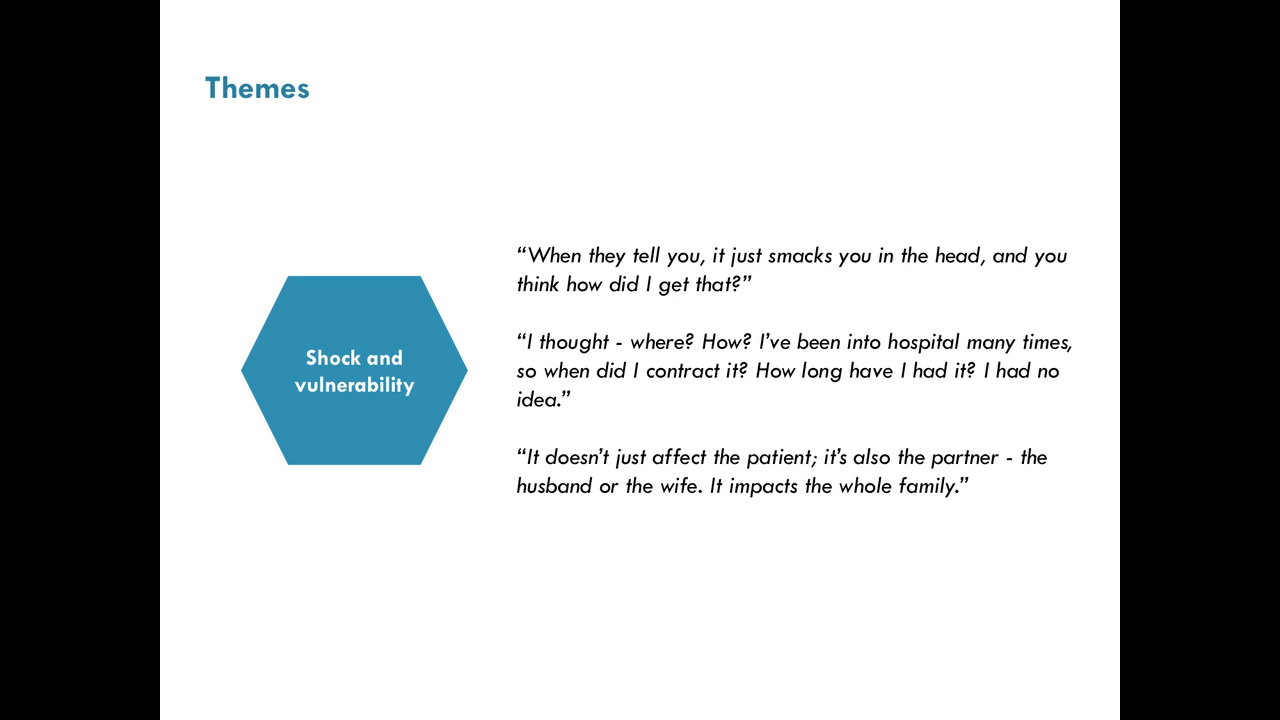 Themes
Shock and
vulnerability
“When they tell you, it just smacks you in the head, and you
think how did I get that?”
“I thought - where? How? I’ve been into hospital many times,
so when did I contract it? How long have I had it? I had no
idea.”
“It doesn’t just affect the patient; it’s also the partner - the
husband or the wife. It impacts the whole family.”